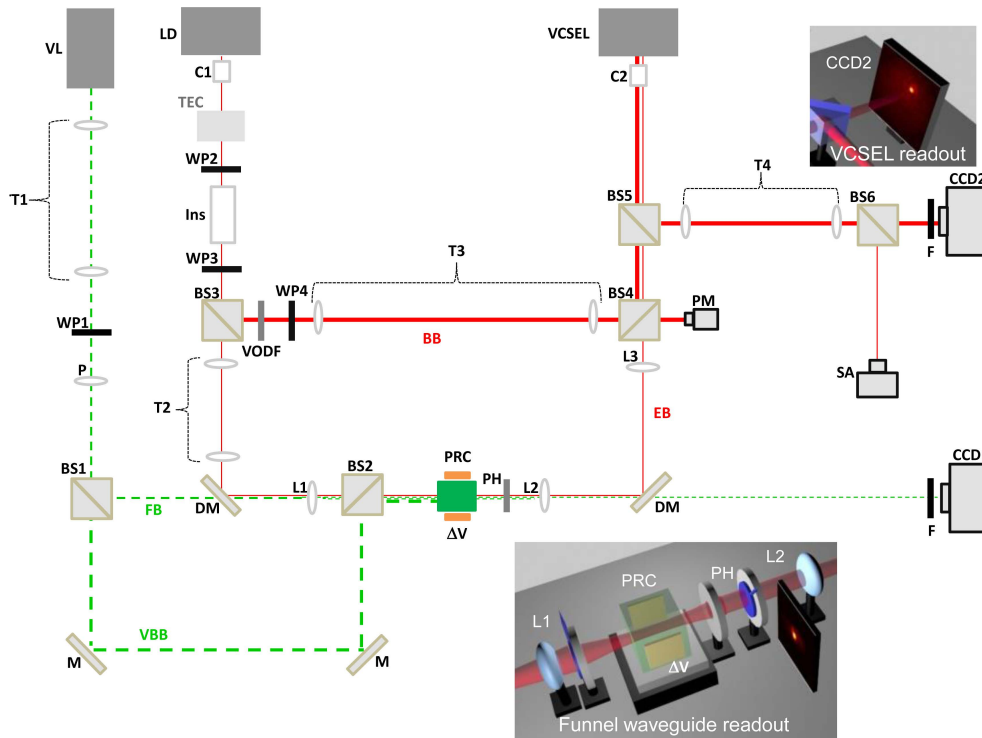 VL
LD
VCSEL
C1
C2
TEC
CCD2
VCSEL readout
WP2
T1
Ins
T4
BS5
BS6
CCD2
F
WP3
T3
BS3
WP4
BS4
PM
WP1
VODF
BB
L3
P
T2
EB
SA
BS1
BS2
PRC
PH
L1
L2
CCD
FB
DM
ΔV
DM
F
VBB
M
M
L2
PH
PRC
L1
ΔV
Funnel waveguide readout